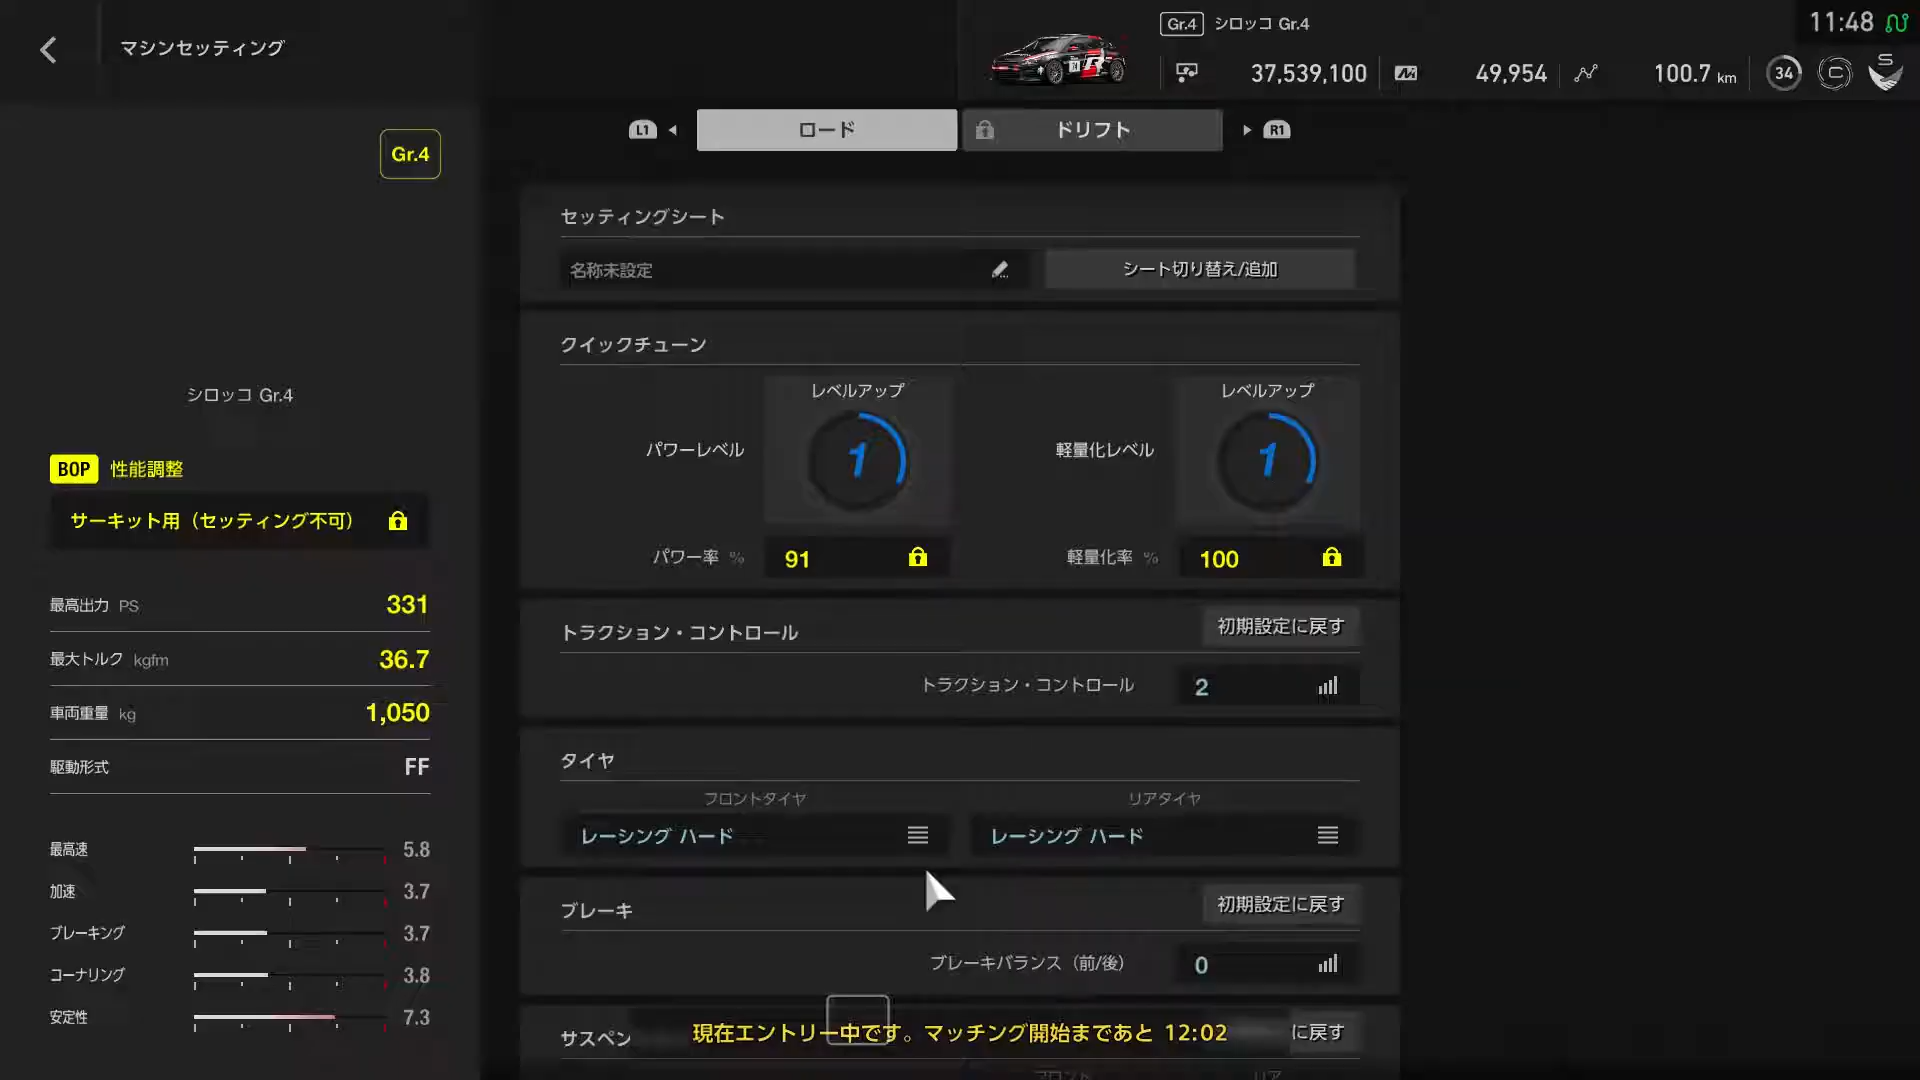 マシンセッティング
Gr.4 シロッコ Gr.4
11:48
37,539,100
49,954
100.7 km
34
L1 ロード ドリフト R1
Gr.4
セッティングシート
名称未設定 シート切り替え/追加
クイックチューン
レベルアップ レベルアップ
パワーレベル 1 軽量化レベル 1
パワー率 % 91 軽量化率 % 100
シロッコ Gr.4
BOP 性能調整
サーキット用（セッティング不可）
最高出力 PS 331
最大トルク kgfm 36.7
車両重量 kg 1,050
駆動形式 FF
最高速 5.8
加速 3.7
ブレーキング 3.7
コーナリング 3.8
安定性 7.3
トラクション・コントロール 初期設定に戻す
トラクション・コントロール 2
タイヤ
フロントタイヤ リアタイヤ
レーシング ハード レーシング ハード
ブレーキ 初期設定に戻す
ブレーキバランス（前/後） 0
サスペン に戻す
現在エントリー中です。マッチング開始まであと 12:02
フロント リア